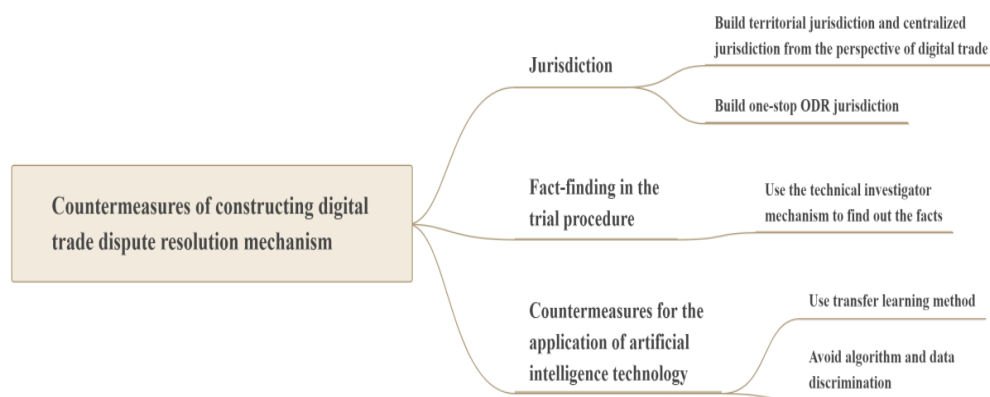 Countermeasures of constructing digital
trade dispute resolution mechanism
Jurisdiction
Build territorial jurisdiction and centralized
jurisdiction from the perspective of digital trade
Build one-stop ODR jurisdiction
Fact-finding in the
trial procedure
Use the technical investigator
mechanism to find out the facts
Countermeasures for the
application of artificial
intelligence technology
Use transfer learning method
Avoid algorithm and data
discrimination